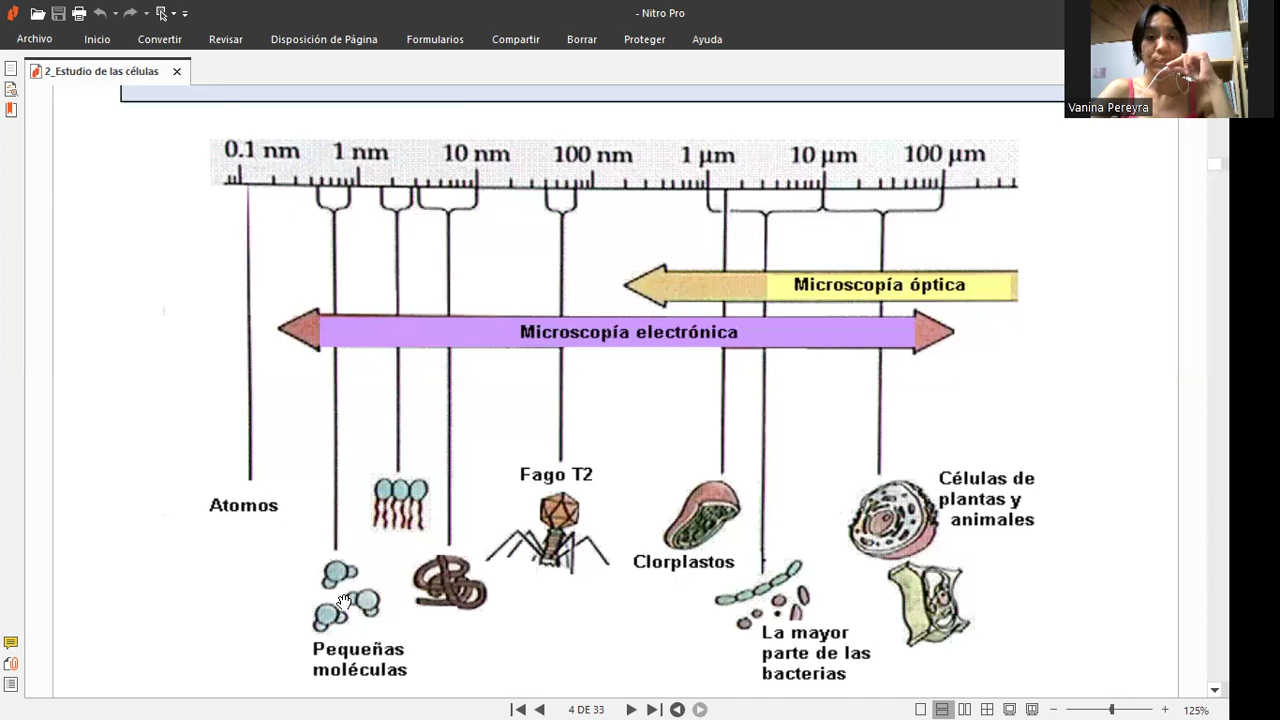 - Nitro Pro
Archivo Inicio Convertir Revisar Disposición de Página Formularios Compartir Borrar Proteger Ayuda
2_Estudio de las células
Vanina Pereyra
0.1 nm 1 nm 10 nm 100 nm 1 µm 10 µm 100 µm
Microscopía óptica
Microscopía electrónica
Fago T2
Células de
plantas y
animales
Atomos
Clorplastos
La mayor
parte de las
bacterias
Pequeñas
moléculas
4 DE 33
125%